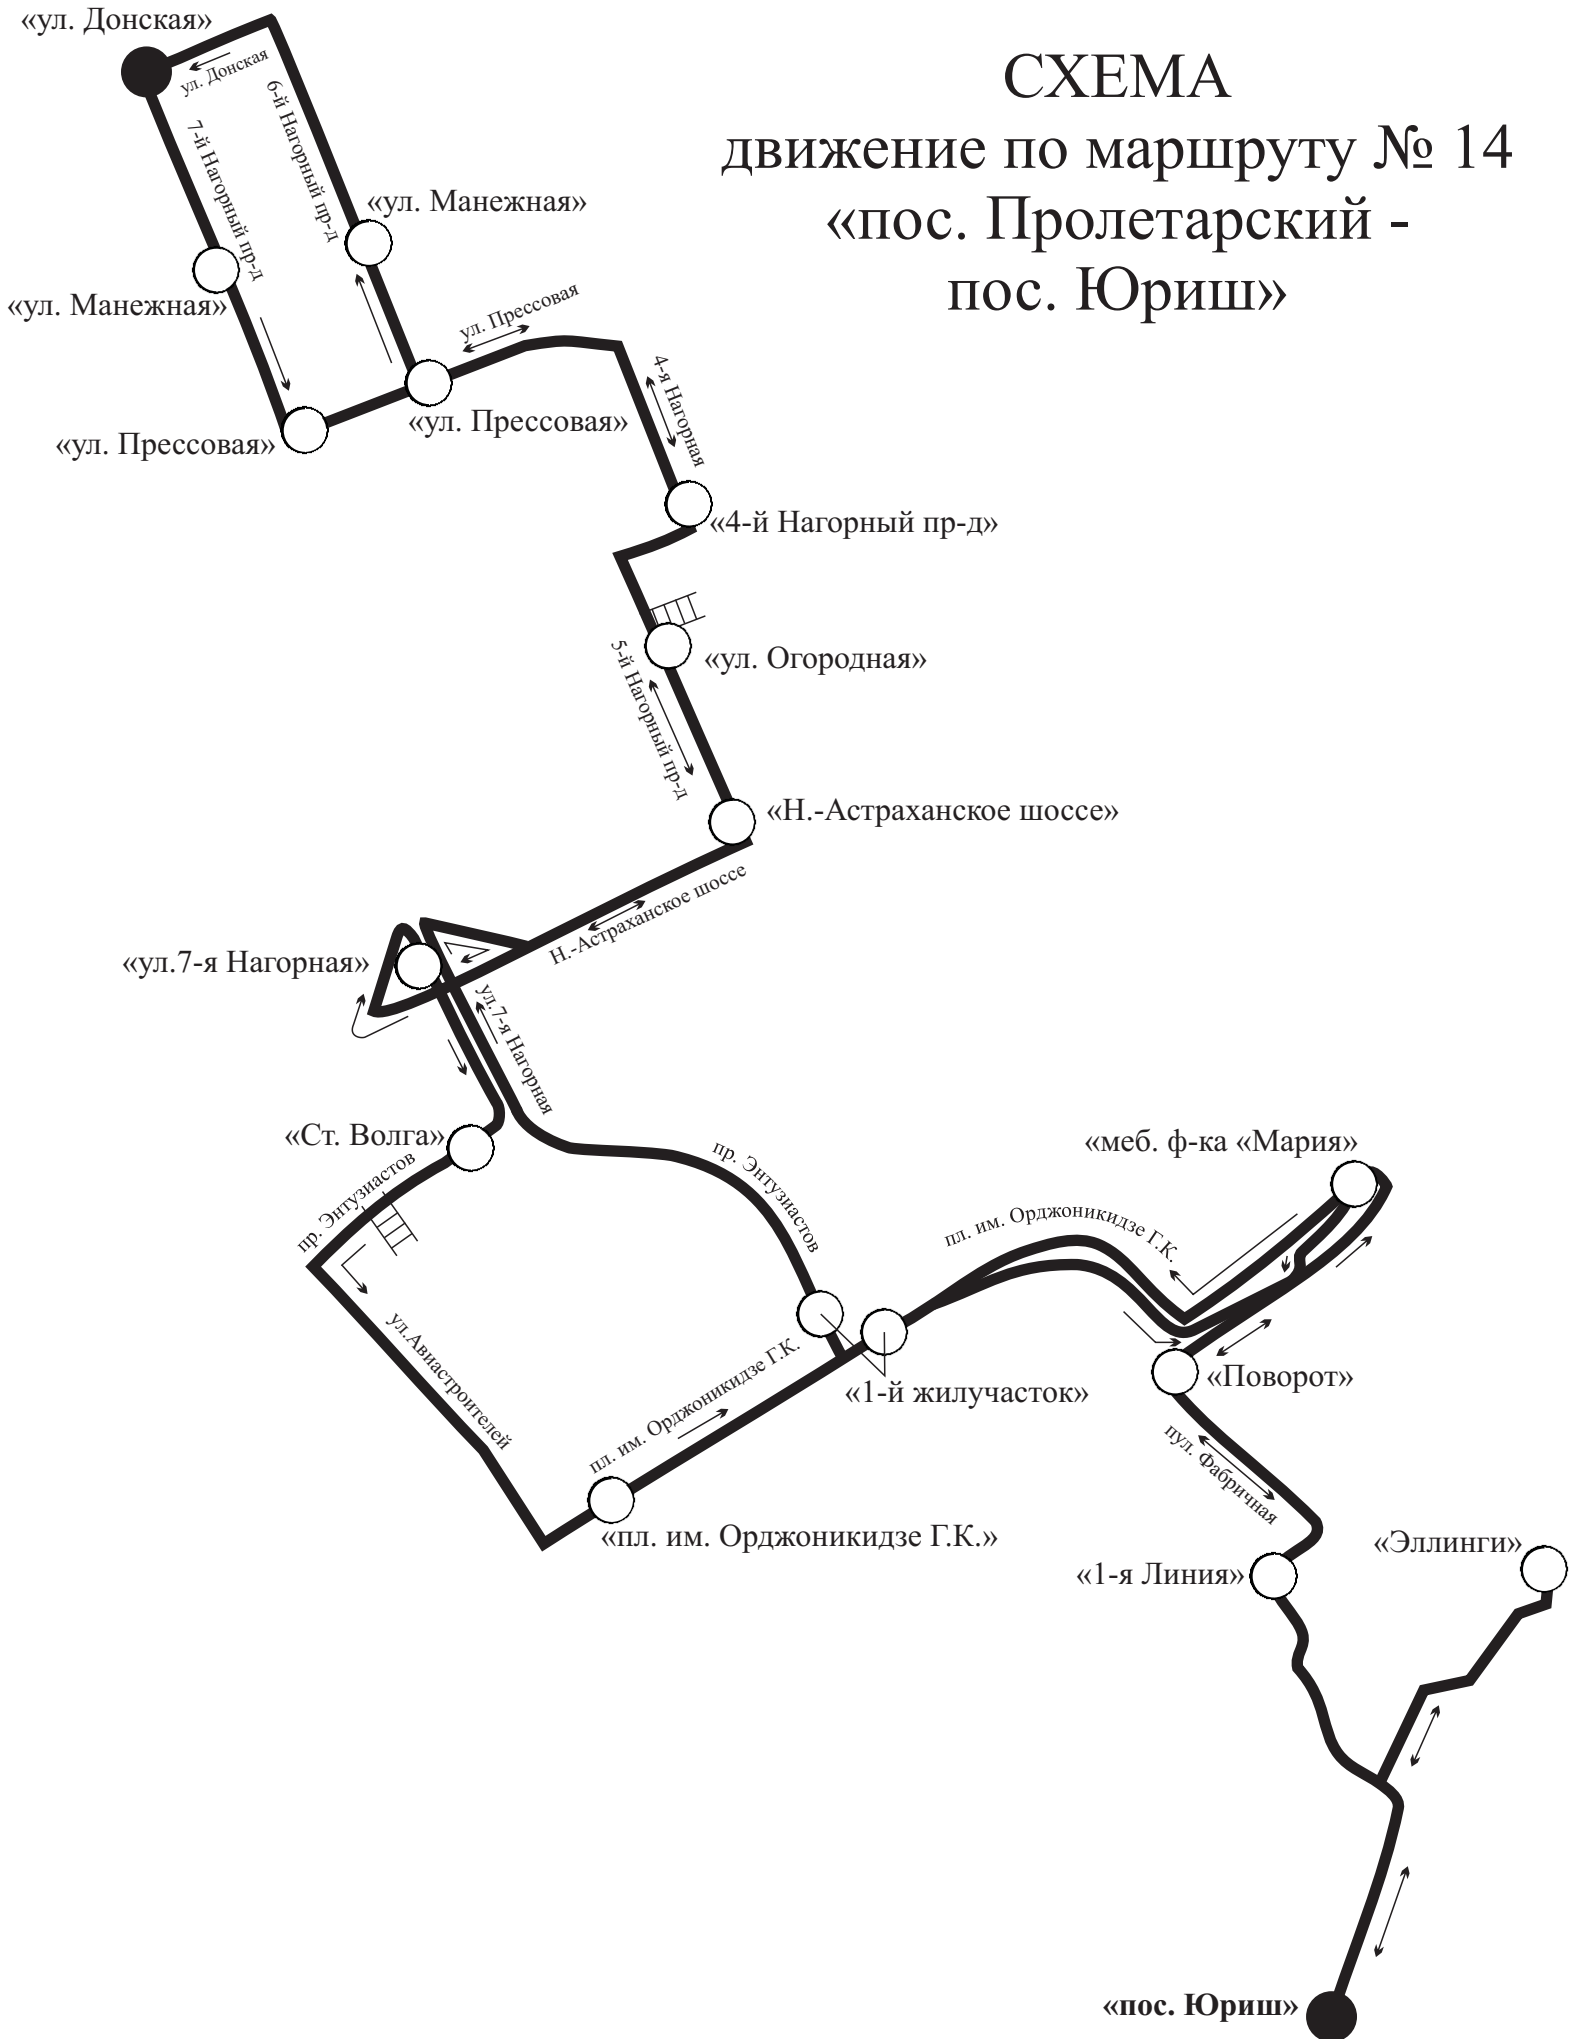 «ул. Донская»
СХЕМА
движение по маршруту № 14
«пос. Пролетарский -
пос. Юриш»
ул. Донская
6-й Нагорный пр-д
7-й Нагорный пр-д
«ул. Манежная»
«ул. Манежная»
ул. Прессовая
4-я Нагорная
«ул. Прессовая»
«ул. Прессовая»
«4-й Нагорный пр-д»
«ул. Огородная»
5-й Нагорный пр-д
«Н.-Астраханское шоссе»
Н.-Астраханское шоссе
«ул.7-я Нагорная»
ул.7-я Нагорная
«Ст. Волга»
пр. Энтузиастов
пр. Энтузиастов
«меб. ф-ка «Мария»
пл. им. Орджоникидзе Г.К.
ул.Авиастроителей
пл. им. Орджоникидзе Г.К.
«1-й жилучасток»
«Поворот»
пул. Фабричная
«пл. им. Орджоникидзе Г.К.»
«Эллинги»
«1-я Линия»
«пос. Юриш»